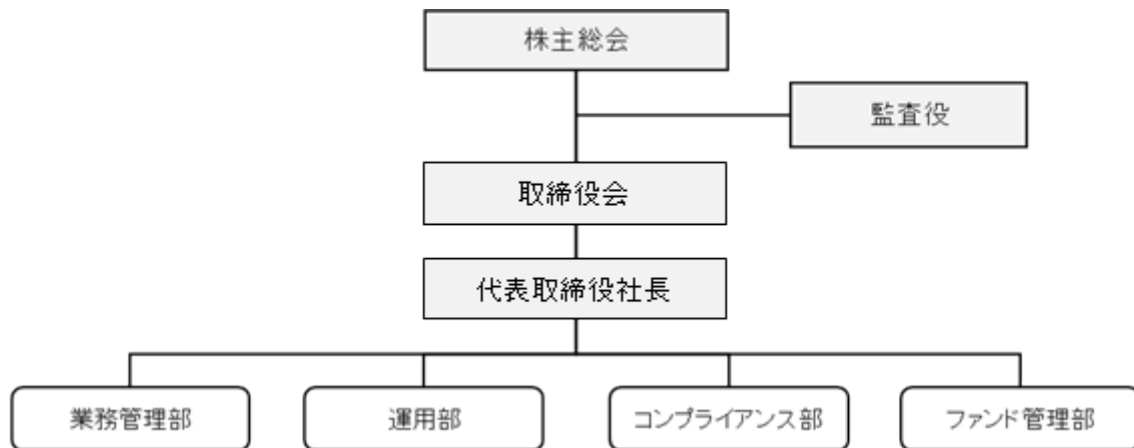 株主総会
監査役
取締役会
代表取締役社長
業務管理部
運用部
コンプライアンス部
ファンド管理部